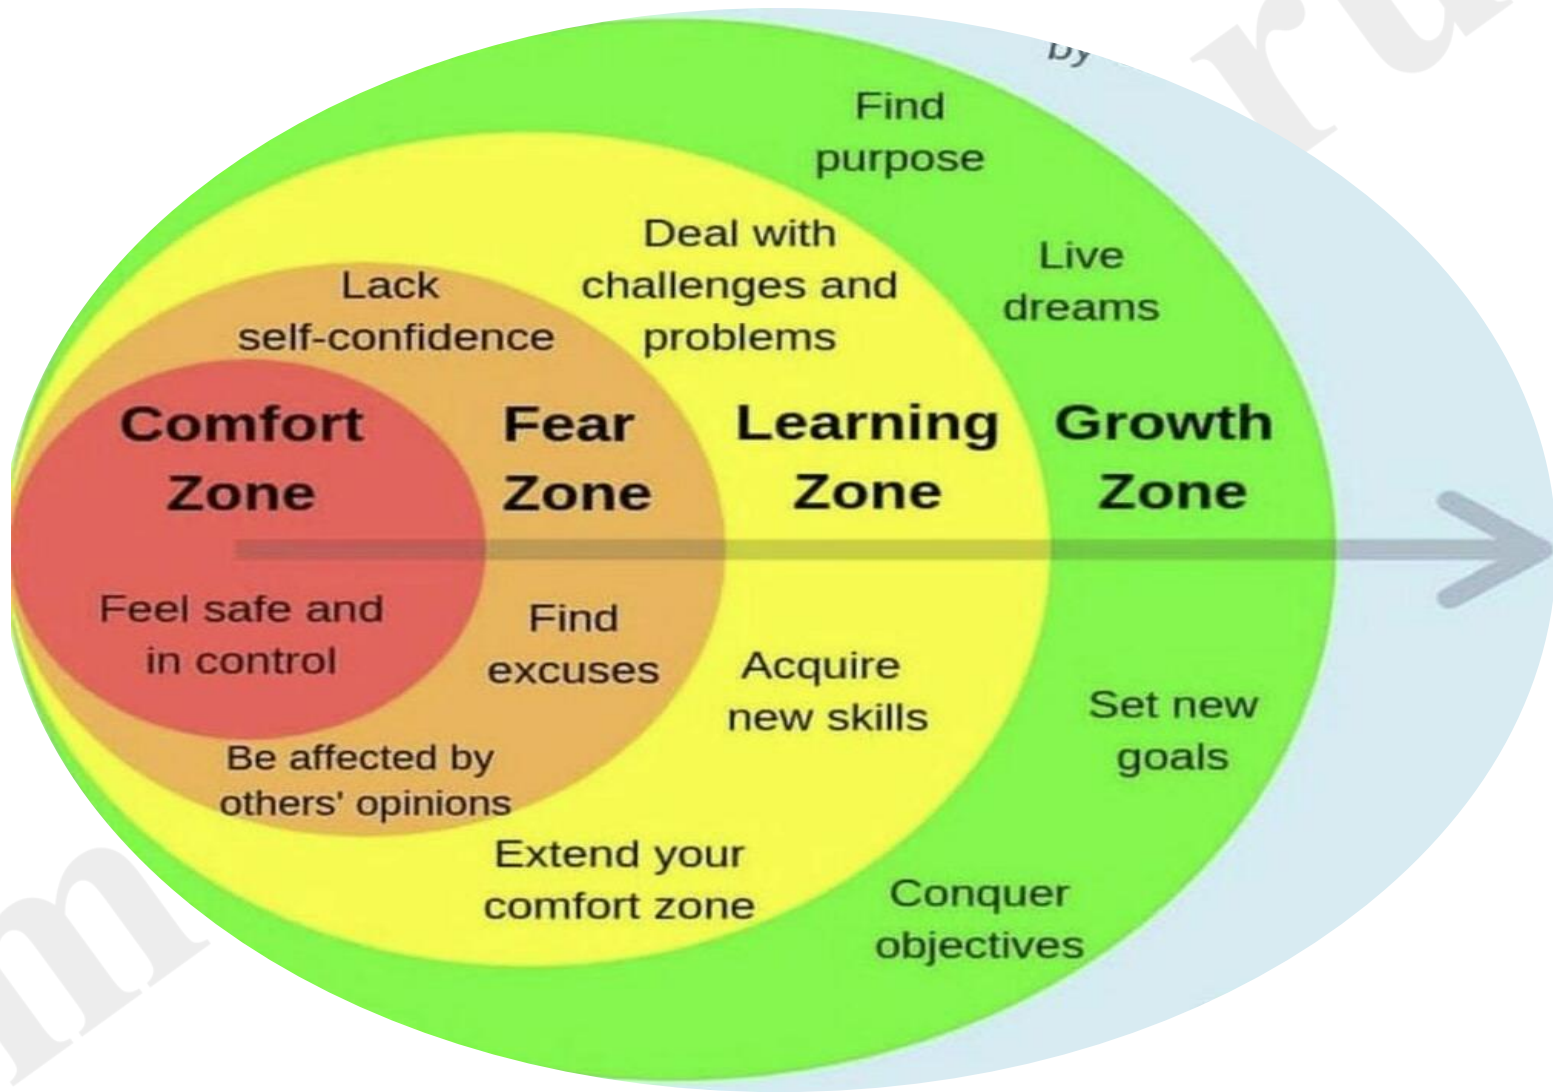 by
Find
purpose
Live
dreams
Deal with
challenges and
problems
Lack
self-confidence
Comfort
Zone
Fear
Zone
Learning
Zone
Growth
Zone
Feel safe and
in control
Find
excuses
Be affected by
others' opinions
Acquire
new skills
Extend your
comfort zone
Set new
goals
Conquer
objectives